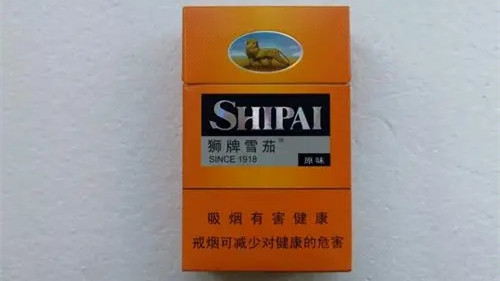 SHIPAI
狮牌雪茄®
SINCE 1918
原味
吸烟有害健康
戒烟可减少对健康的危害